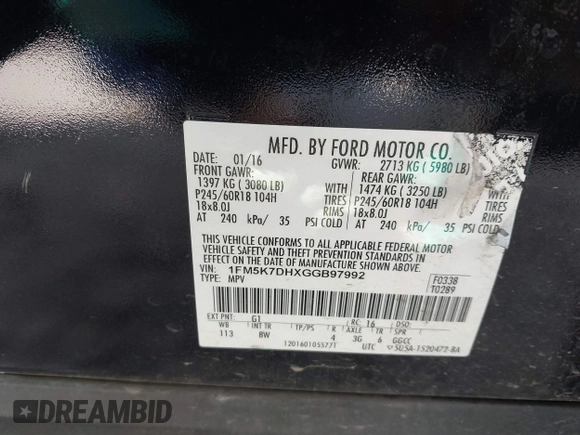 MFD. BY FORD MOTOR CO.
DATE: 01/16 GVWR: 2713 KG ( 5980 LB)
FRONT GAWR: REAR GAWR:
1397 KG ( 3080 LB) WITH 1474 KG ( 3250 LB)
P245/60R18 104H TIRES P245/60R18 104H
18x8.0J RIMS 18x8.0J
AT 240 kPa/ 35 PSI COLD AT 240 kPa/ 35 PSI COLD
THIS VEHICLE CONFORMS TO ALL APPLICABLE FEDERAL MOTOR
VEHICLE SAFETY AND THEFT PREVENTION STANDARDS IN
EFFECT ON THE DATE OF MANUFACTURE SHOWN ABOVE.
VIN: 1FM5K7DHXGGB97992
TYPE: MPV
F0338
T0289
EXT PNT: G1 RC: 16 DSO:
WB INT TR TP/PS R AXLE TR SPR
113 8W 4 3G 6 GGCC
UTC
DREAMBID